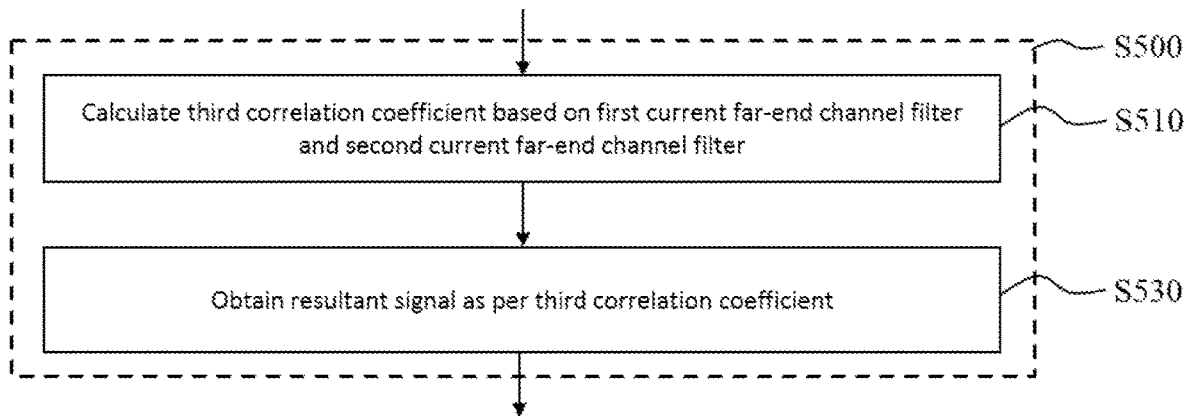 S500
Calculate third correlation coefficient based on first current far-end channel filter
and second current far-end channel filter
S510
Obtain resultant signal as per third correlation coefficient
S530